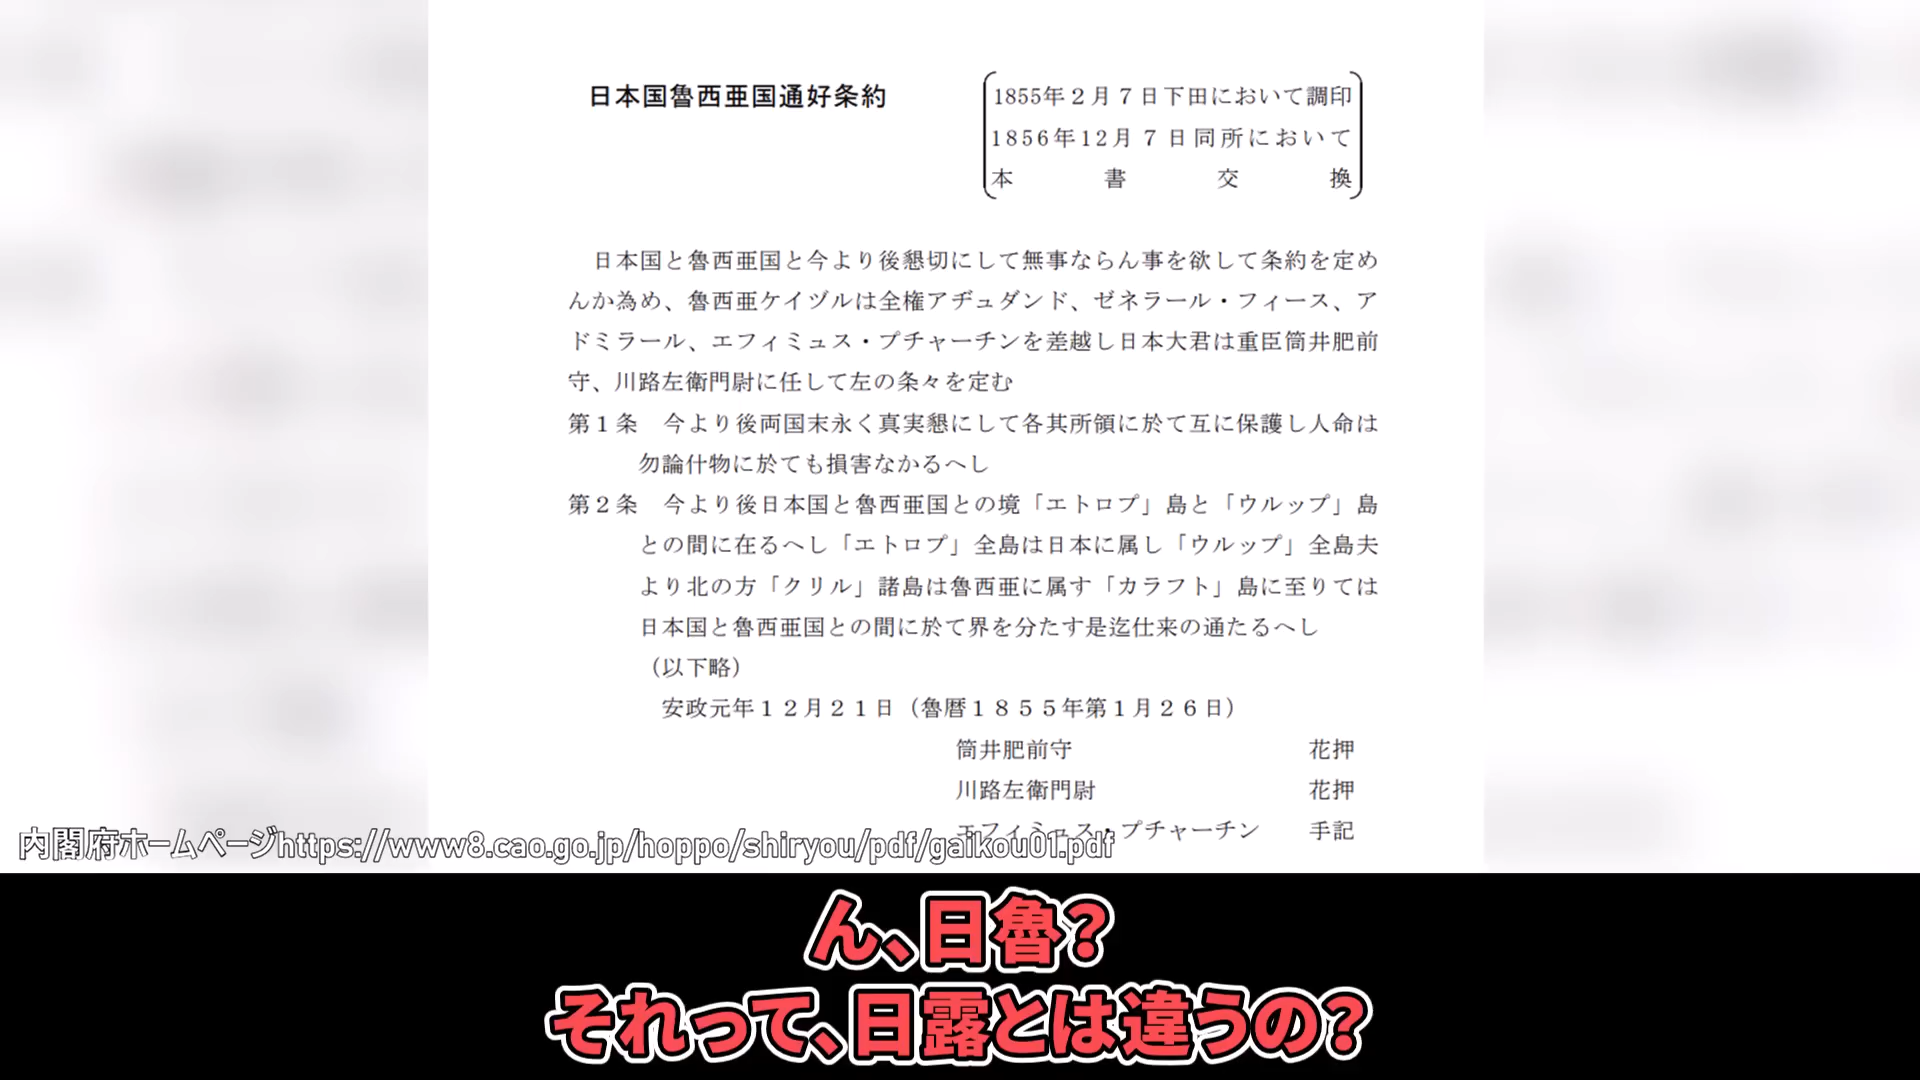 日本国魯西亜国通好条約
1855年2月7日下田において調印
1856年12月7日同所において
本書交換
日本国と魯西亜国と今より後懇切にして無事ならん事を欲して条約を定め
んか為め、魯西亜ケイヅルは全権アヂュダンド、ゼネラール・フィース、ア
ドミラール、エフィミュス・プチャーチンを差越し日本大君は重臣筒井肥前
守、川路左衛門尉に任して左の条々を定む
第1条 今より後両国末永く真実懇にして各其所領に於て互に保護し人命は
勿論什物に於ても損害なかるへし
第2条 今より後日本国と魯西亜国との境「エトロプ」島と「ウルップ」島
との間に在るへし「エトロプ」全島は日本に属し「ウルップ」全島夫
より北の方「クリル」諸島は魯西亜に属す「カラフト」島に至りては
日本国と魯西亜国との間に於て界を分たす是迄仕来の通たるへし
（以下略）
安政元年12月21日（魯暦1855年第1月26日）
筒井肥前守 花押
川路左衛門尉 花押
エフィミュス・プチャーチン 手記
内閣府ホームページhttps://www8.cao.go.jp/hoppo/shiryou/pdf/gaikou01.pdf
ん、日魯？
それって、日露とは違うの？